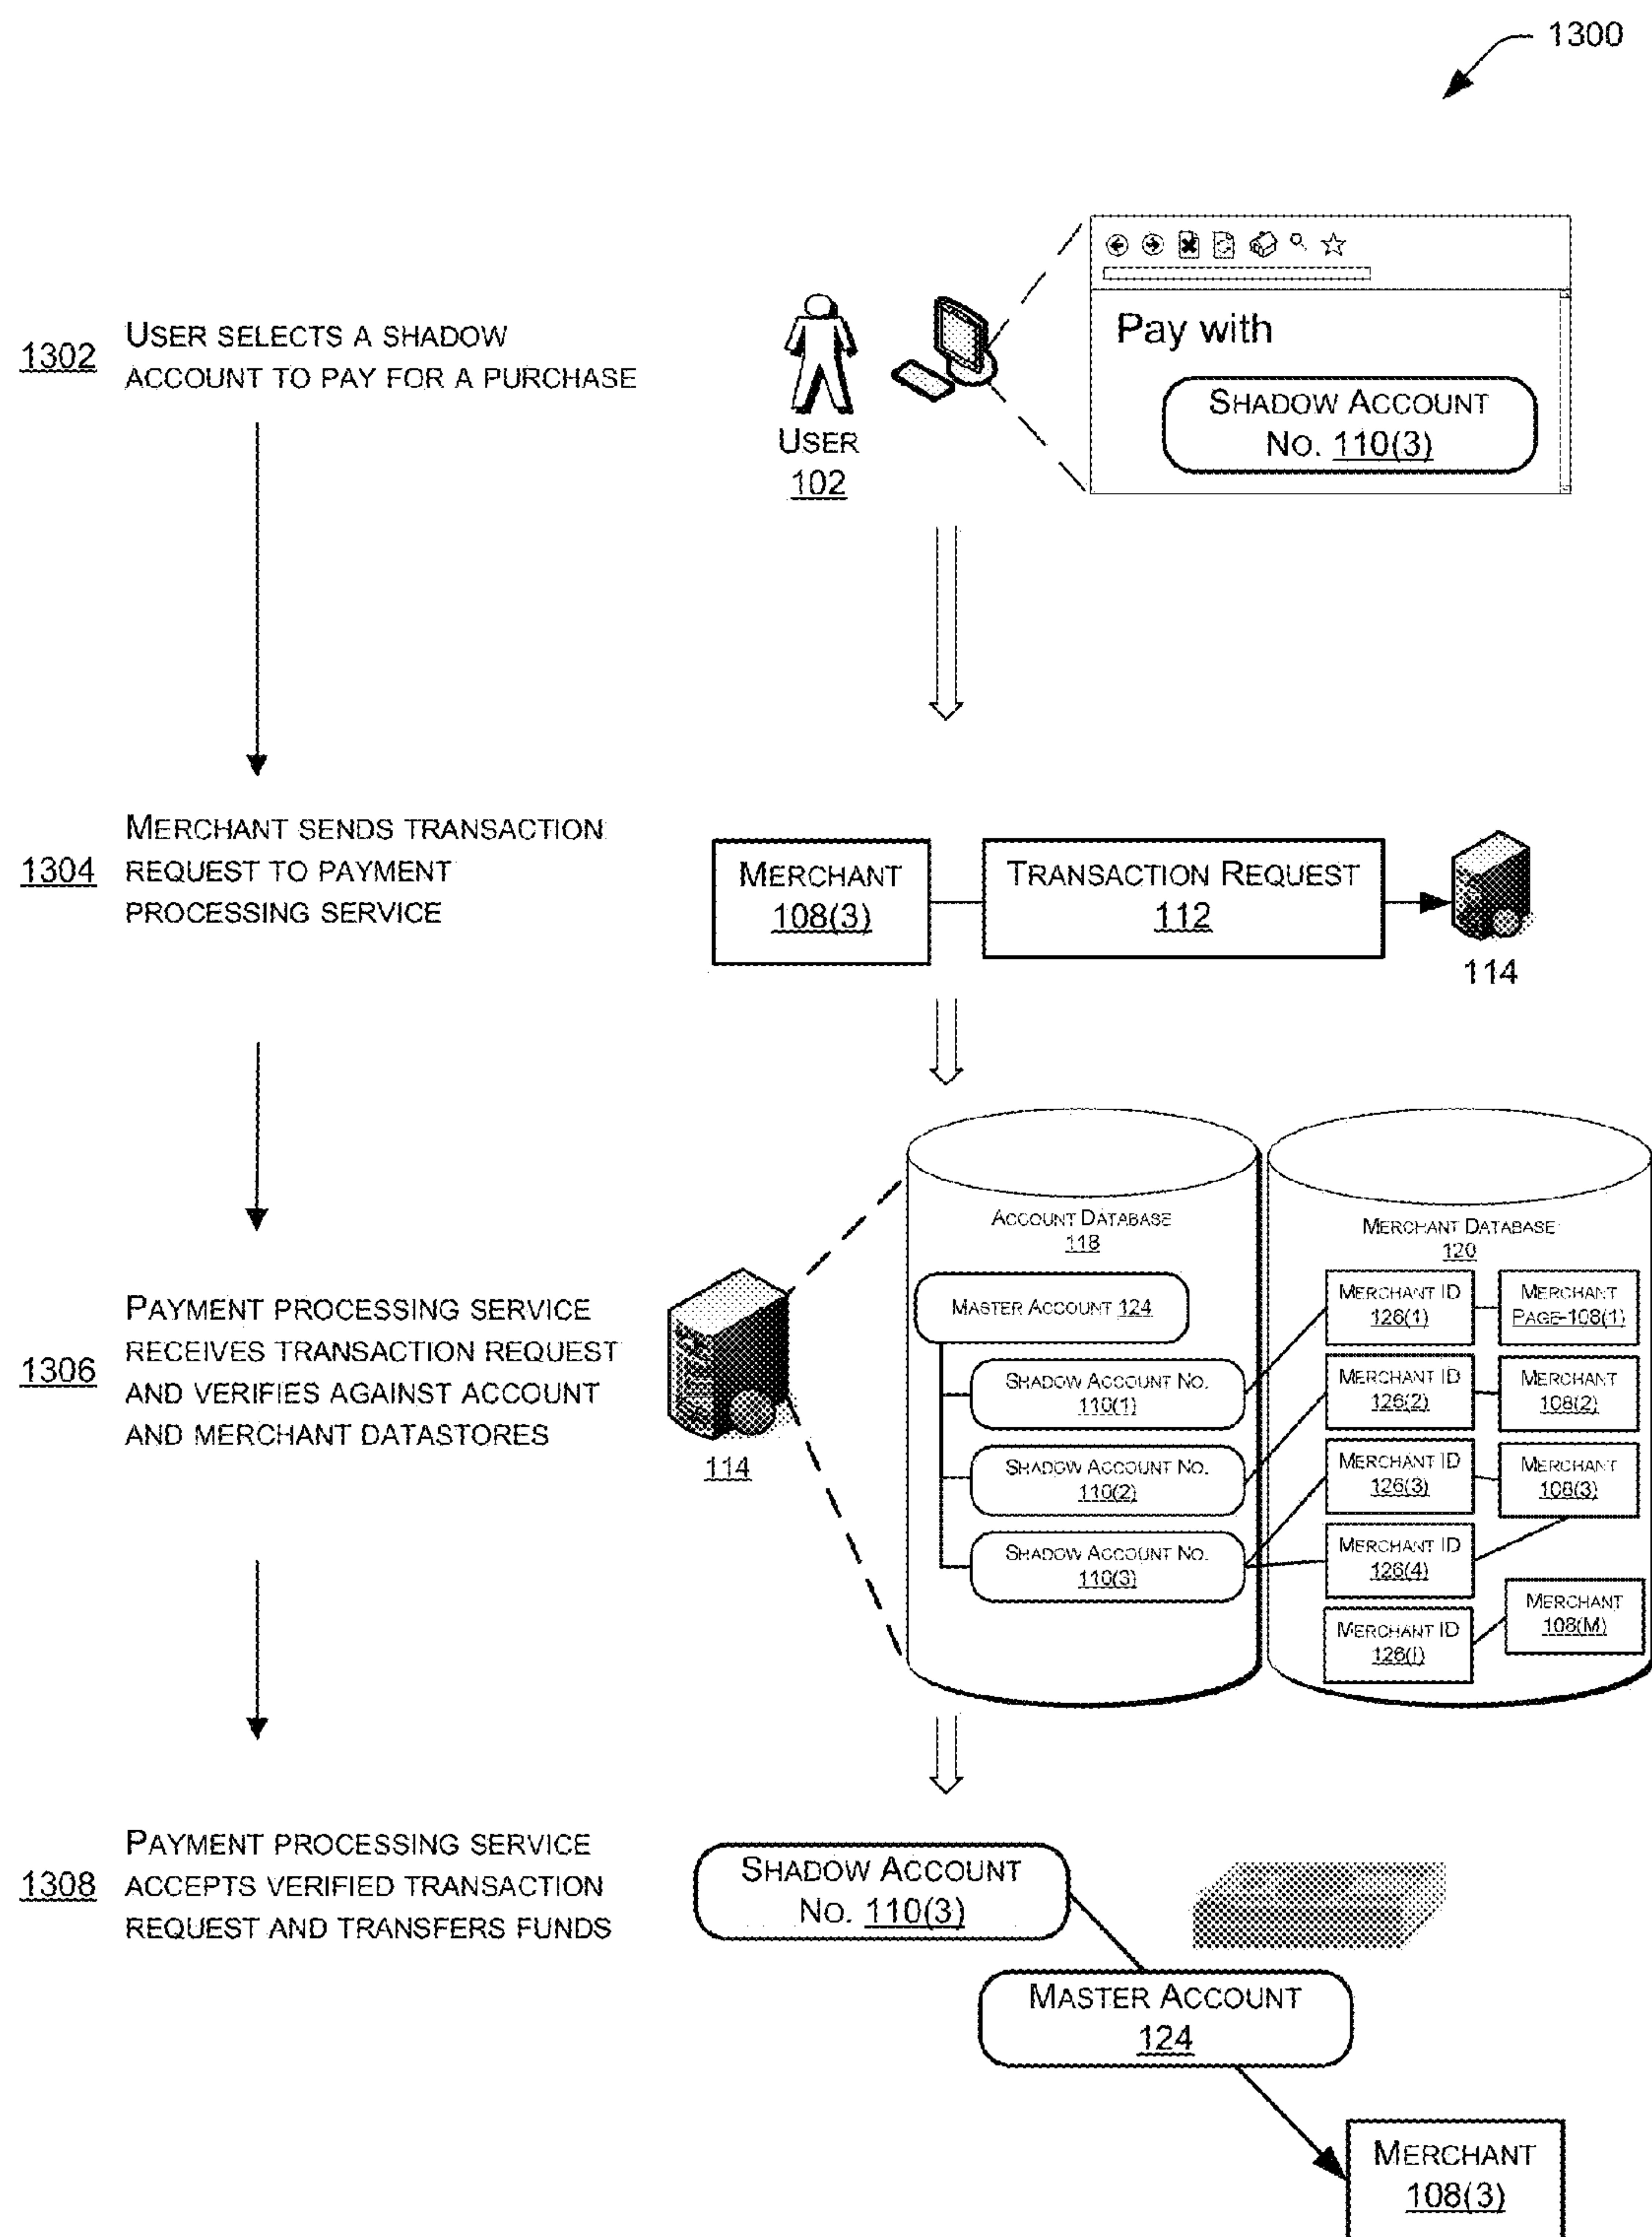 1300
1302
USER SELECTS A SHADOW
ACCOUNT TO PAY FOR A PURCHASE
USER
102
Pay with
SHADOW ACCOUNT
NO. 110(3)
1304
MERCHANT SENDS TRANSACTION
REQUEST TO PAYMENT
PROCESSING SERVICE
MERCHANT
108(3)
TRANSACTION REQUEST
112
114
1306
PAYMENT PROCESSING SERVICE
RECEIVES TRANSACTION REQUEST
AND VERIFIES AGAINST ACCOUNT
AND MERCHANT DATASTORES
114
ACCOUNT DATABASE
118
MASTER ACCOUNT 124
SHADOW ACCOUNT NO.
110(1)
SHADOW ACCOUNT NO.
110(2)
SHADOW ACCOUNT NO.
110(3)
MERCHANT DATABASE
120
MERCHANT ID
126(1)
MERCHANT
PAGE-108(1)
MERCHANT ID
126(2)
MERCHANT
108(2)
MERCHANT ID
126(3)
MERCHANT
108(3)
MERCHANT ID
126(4)
MERCHANT ID
126(I)
MERCHANT
108(M)
1308
PAYMENT PROCESSING SERVICE
ACCEPTS VERIFIED TRANSACTION
REQUEST AND TRANSFERS FUNDS
SHADOW ACCOUNT
NO. 110(3)
MASTER ACCOUNT
124
MERCHANT
108(3)